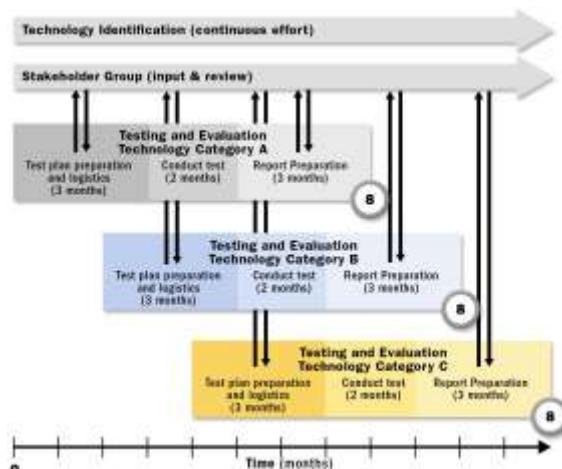 Technology Identification (continuous effort)
Stakeholder Group (input & review)
Testing and Evaluation
Technology Category A
Test plan preparation
and logistics
(3 months)
Conduct test
(2 months)
Report Preparation
(3 months)
8
Testing and Evaluation
Technology Category B
Test plan preparation
and logistics
(3 months)
Conduct test
(2 months)
Report Preparation
(3 months)
8
Testing and Evaluation
Technology Category C
Test plan preparation
and logistics
(3 months)
Conduct test
(2 months)
Report Preparation
(3 months)
8
0
Time (months)